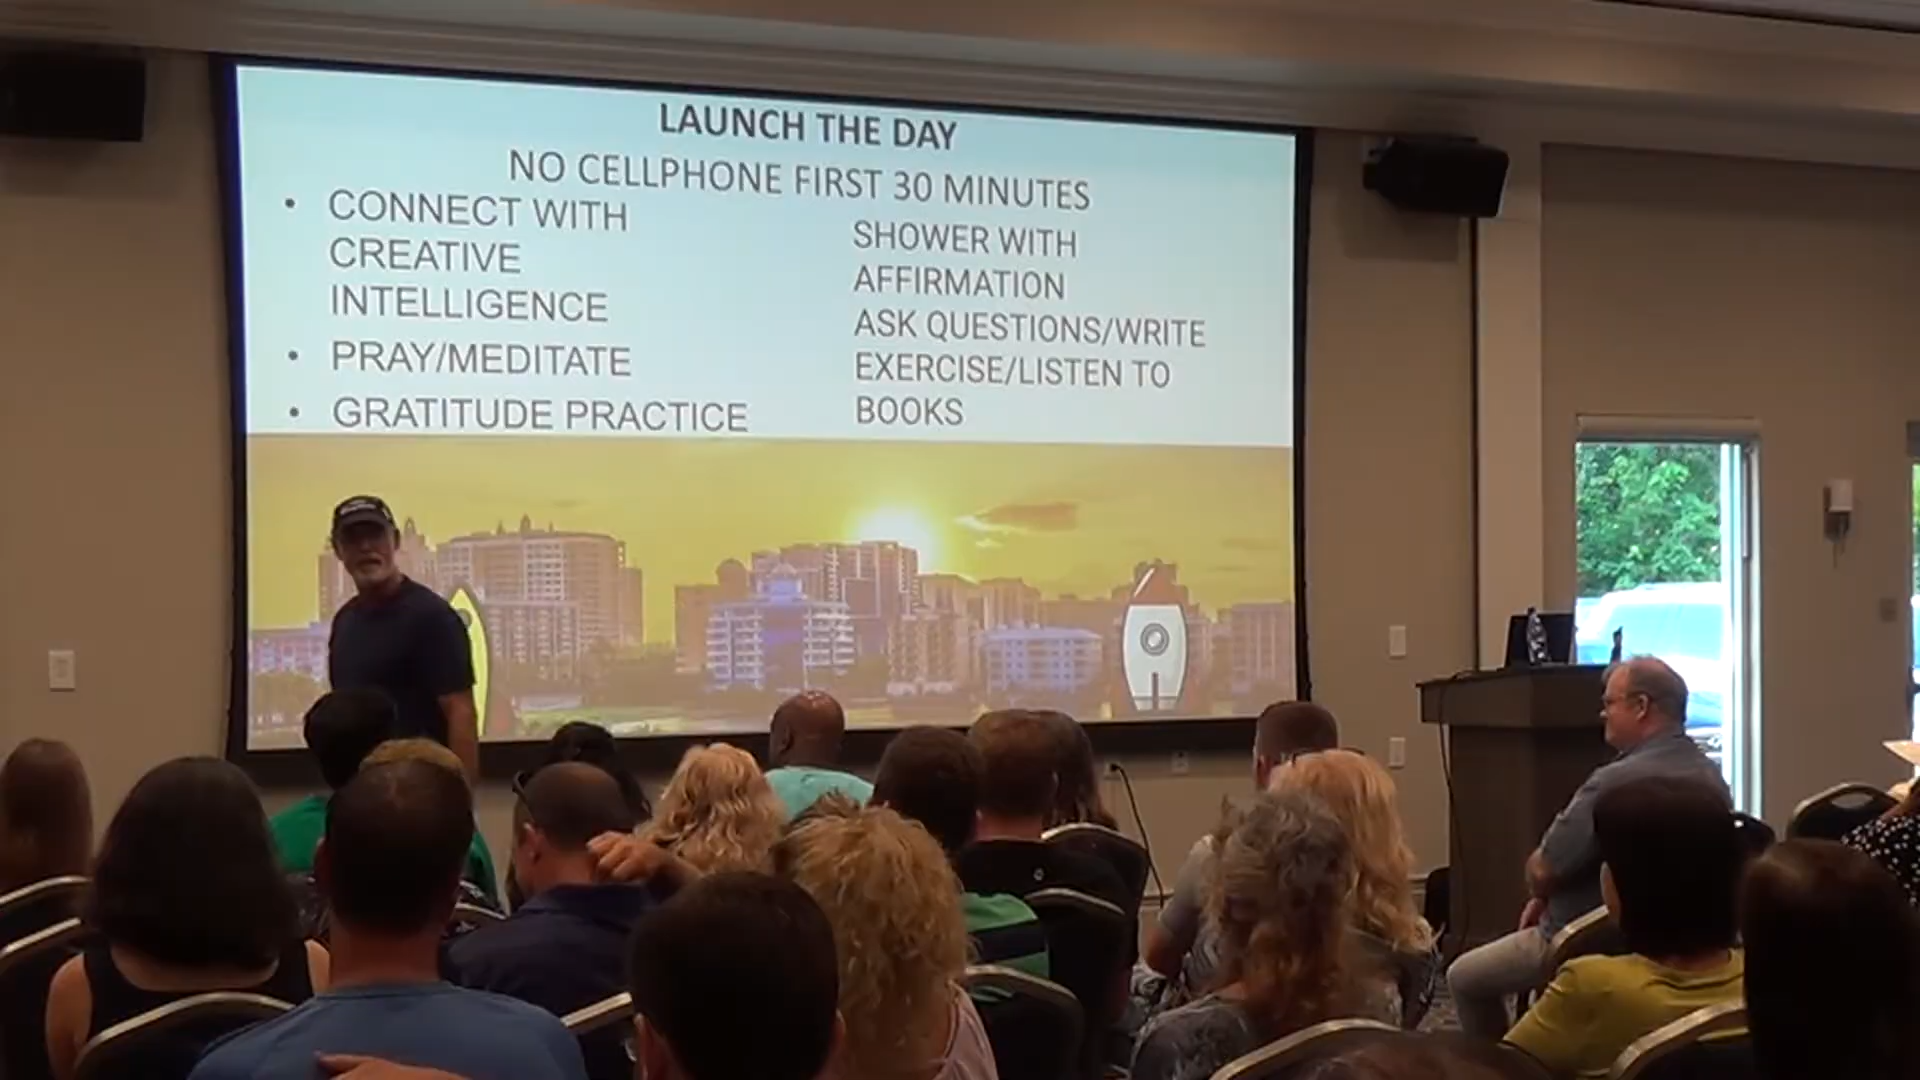 LAUNCH THE DAY
NO CELLPHONE FIRST 30 MINUTES
• CONNECT WITH
CREATIVE
INTELLIGENCE
• PRAY/MEDITATE
• GRATITUDE PRACTICE
SHOWER WITH
AFFIRMATION
ASK QUESTIONS/WRITE
EXERCISE/LISTEN TO
BOOKS